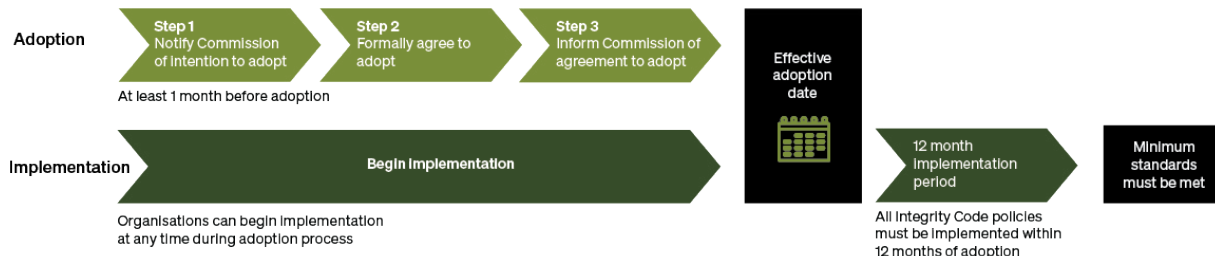 Adoption
Step 1
Notify Commission
of intention to adopt
Step 2
Formally agree to
adopt
Step 3
Inform Commission of
agreement to adopt
At least 1 month before adoption
Effective
adoption
date
Implementation
Begin Implementation
Organisations can begin implementation
at any time during adoption process
12 month
implementation
period
All Integrity Code policies
must be implemented within
12 months of adoption
Minimum
standards
must be met